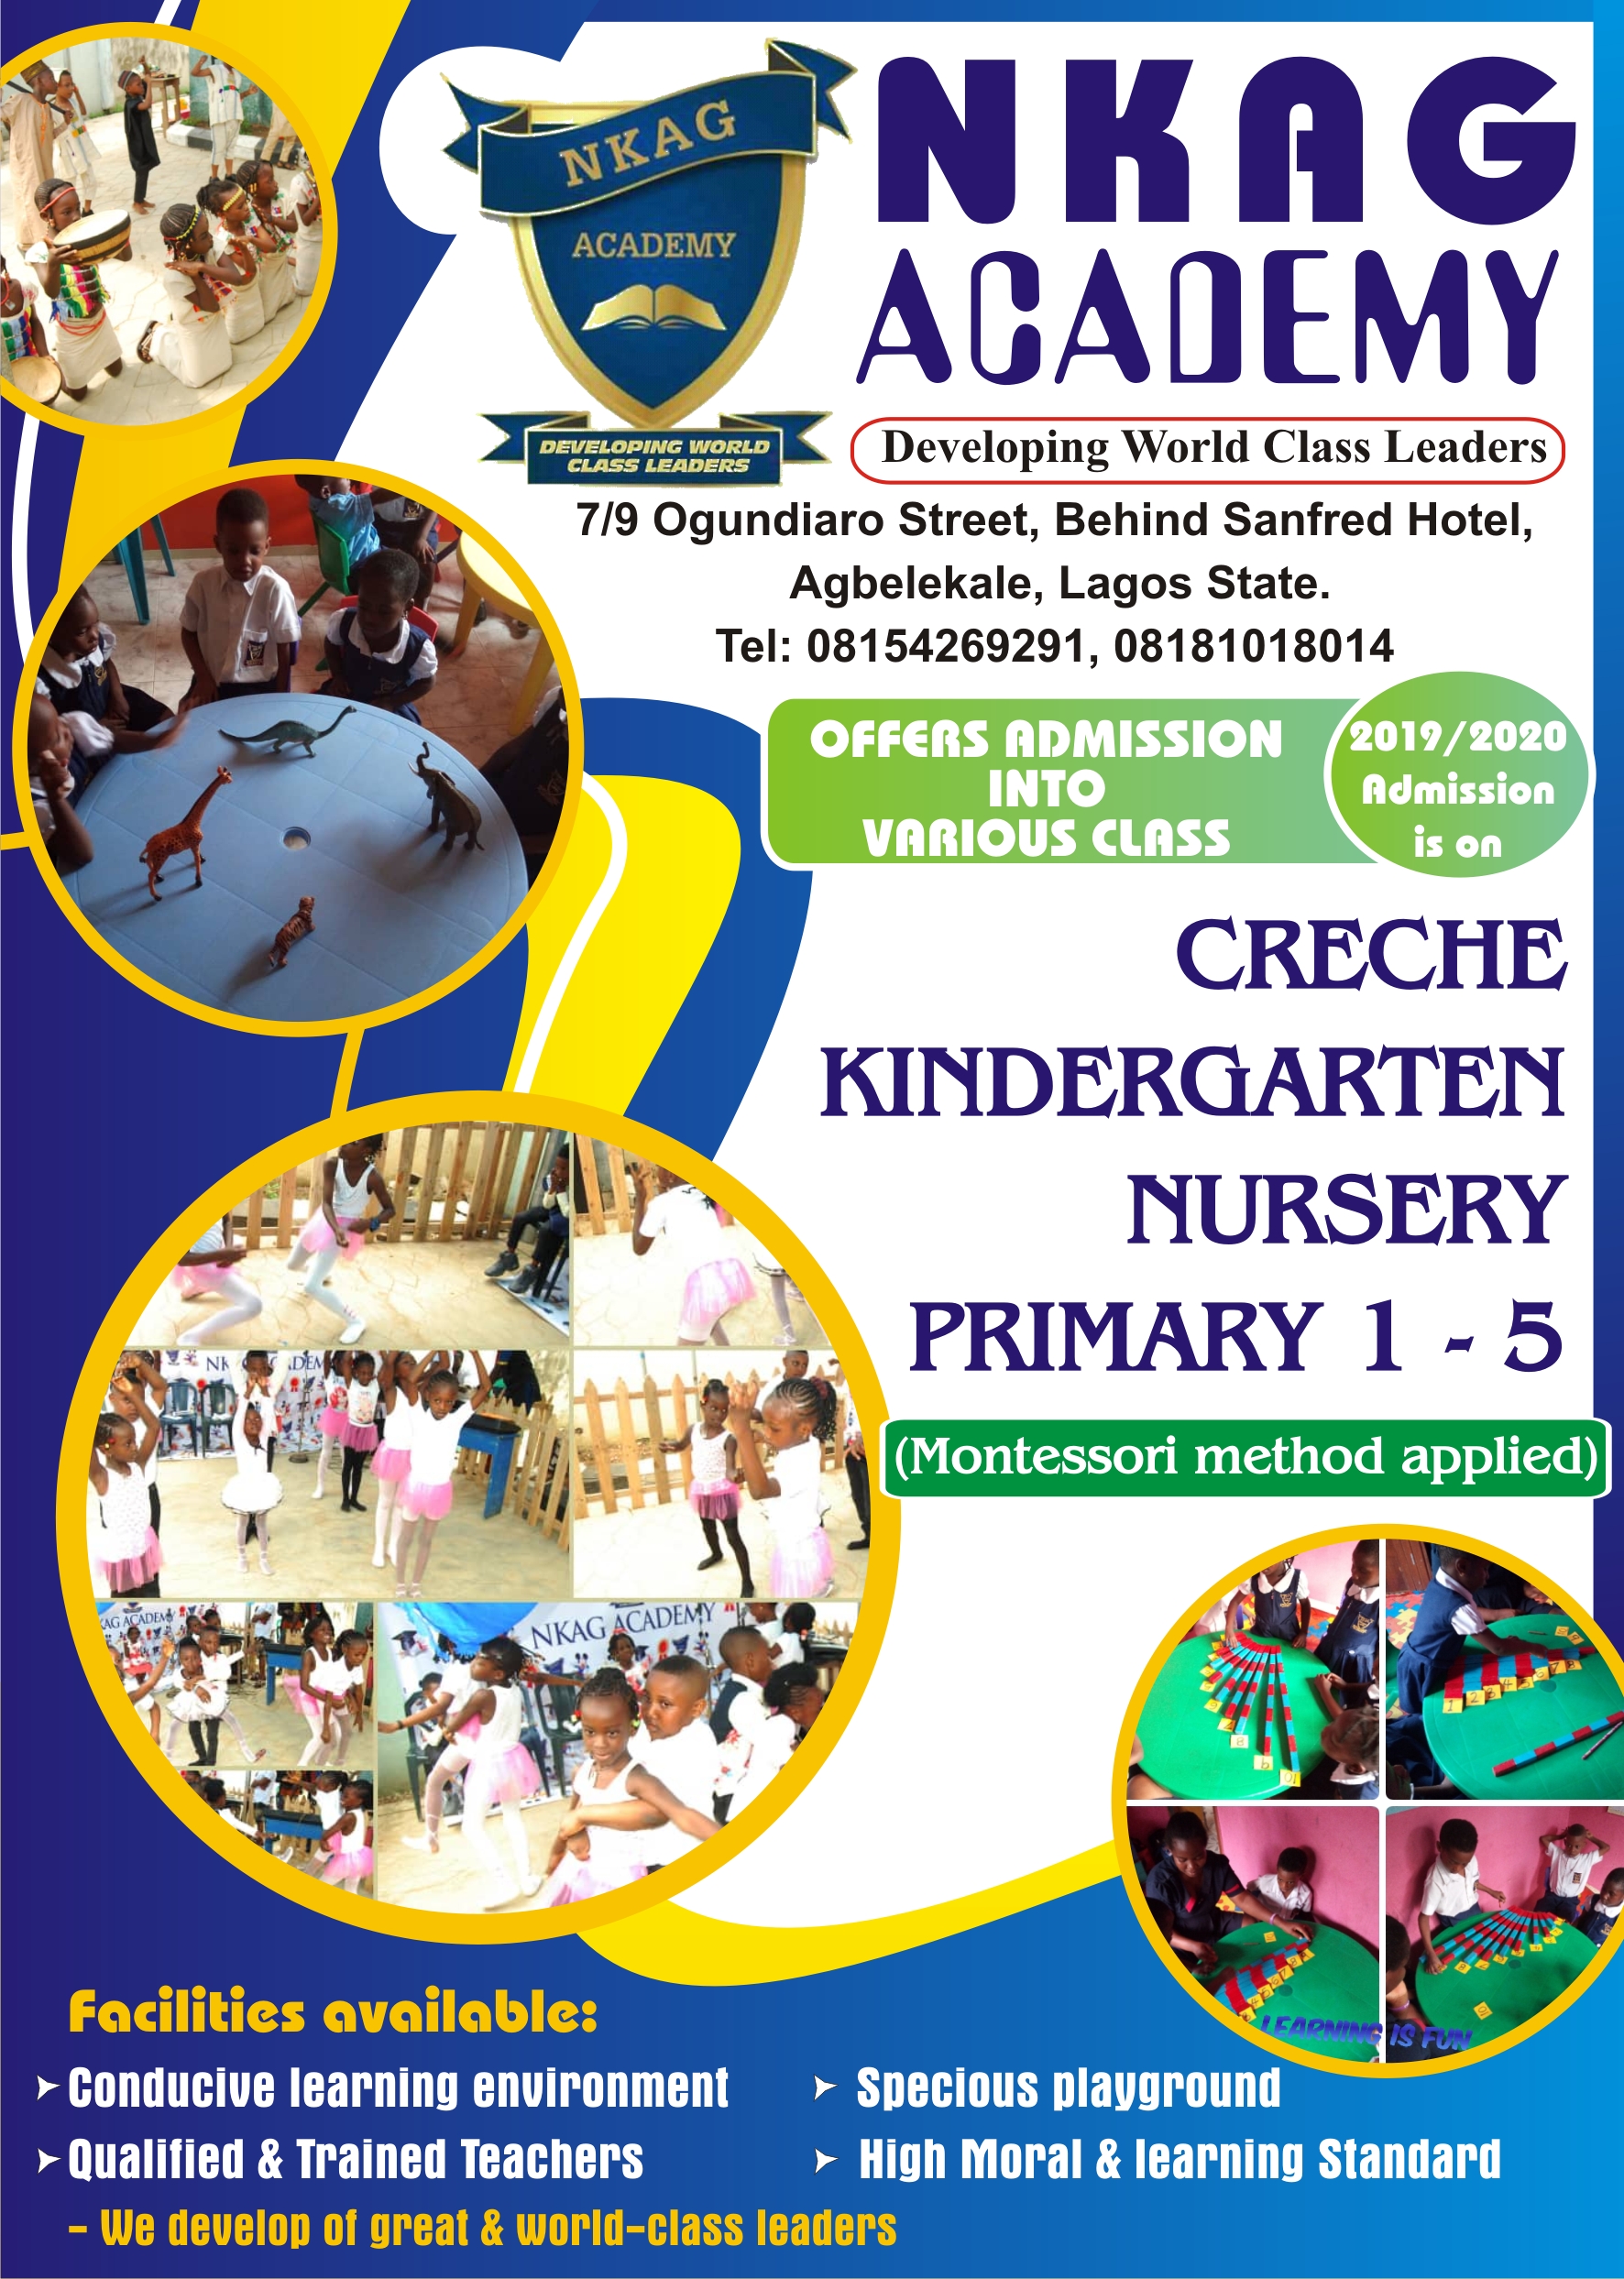 NKAG
ACADEMY
DEVELOPING WORLD
CLASS LEADERS
NKAG
ACADEMY
Developing World Class Leaders
7/9 Ogundiaro Street, Behind Sanfred Hotel,
Agbelekale, Lagos State.
Tel: 08154269291, 08181018014
OFFERS ADMISSION
INTO
VARIOUS CLASS
2019/2020
Admission
is on
CRECHE
KINDERGARTEN
NURSERY
PRIMARY 1 - 5
(Montessori method applied)
NKAG ACADEMY
LEARNING IS FUN
Facilities available:
Conducive learning environment
Specious playground
Qualified & Trained Teachers
High Moral & learning Standard
- We develop of great & world-class leaders